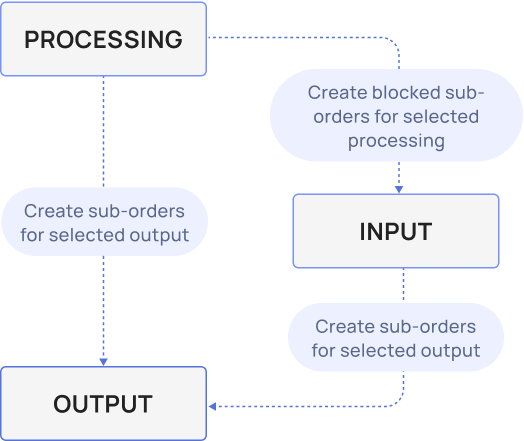 PROCESSING
Create blocked sub-
orders for selected
processing
Create sub-orders
for selected output
INPUT
Create sub-orders
for selected output
OUTPUT